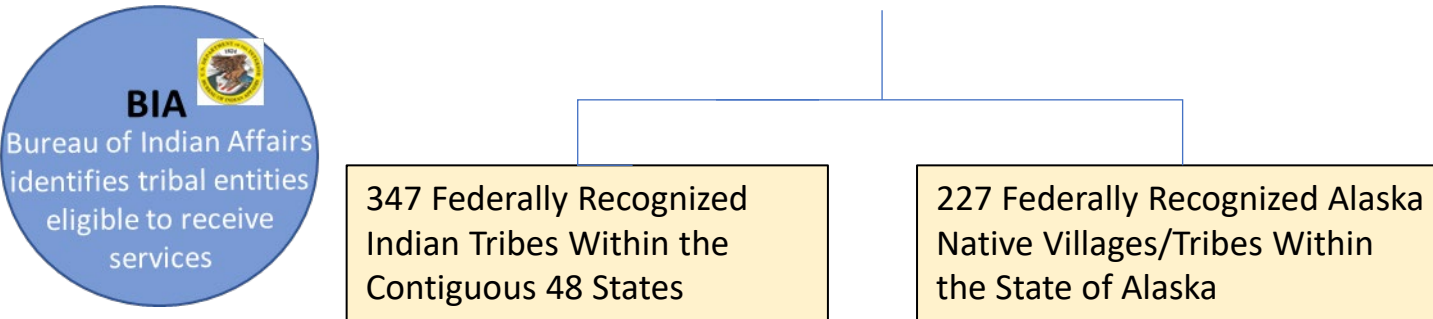 BIA
Bureau of Indian Affairs
identifies tribal entities
eligible to receive
services
347 Federally Recognized
Indian Tribes Within the
Contiguous 48 States
227 Federally Recognized Alaska
Native Villages/Tribes Within
the State of Alaska